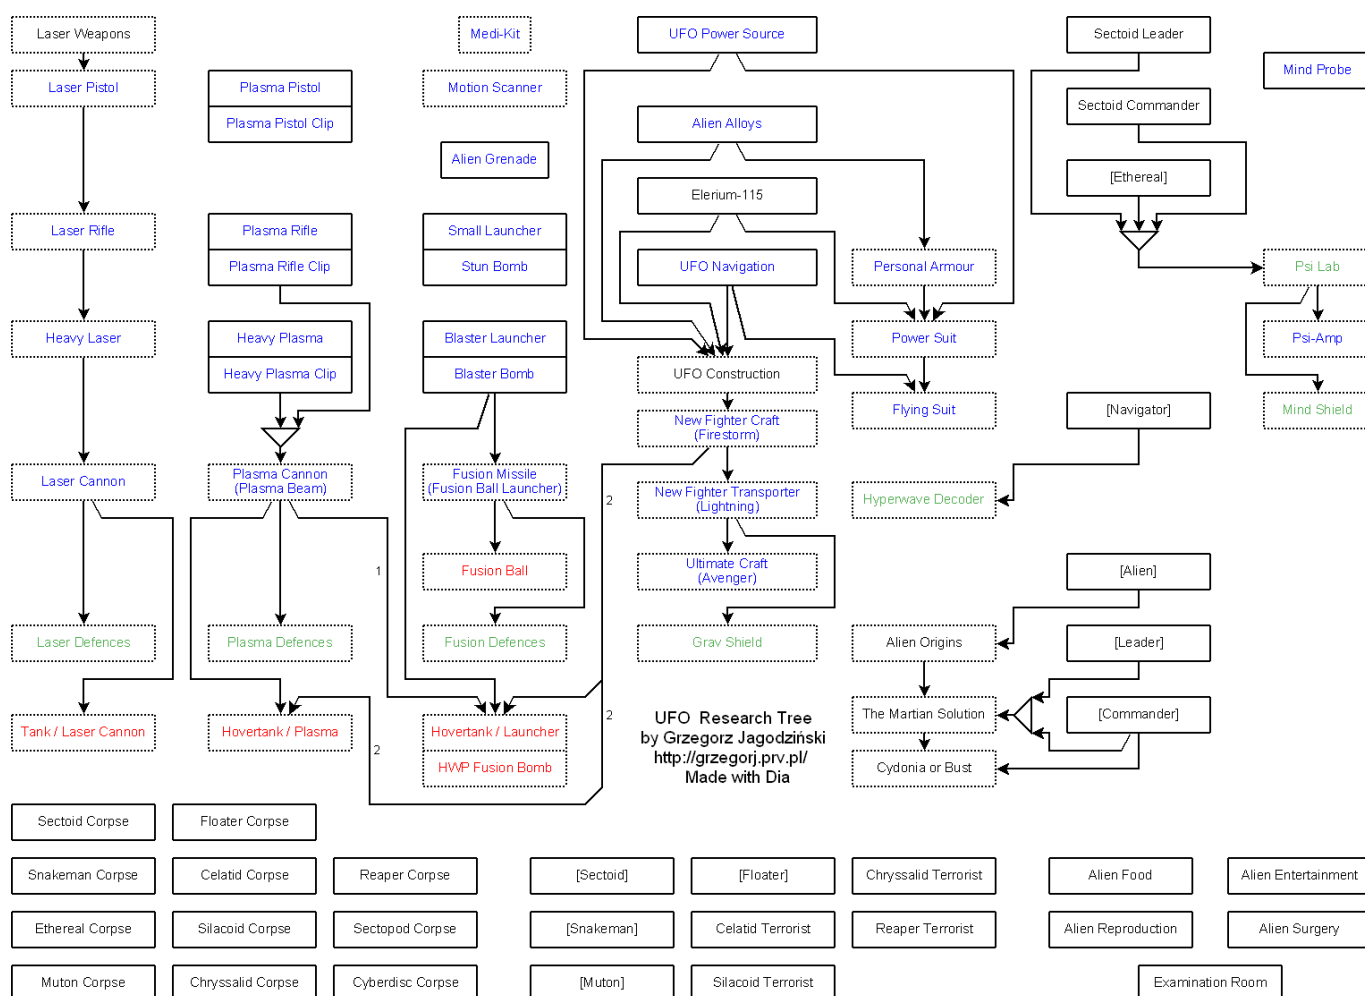 Laser Weapons
Medi-Kit
UFO Power Source
Sectoid Leader
Mind Probe
Laser Pistol
Plasma Pistol
Plasma Pistol Clip
Motion Scanner
Sectoid Commander
Alien Alloys
Alien Grenade
Elerium-115
[Ethereal]
Laser Rifle
Plasma Rifle
Plasma Rifle Clip
Small Launcher
Stun Bomb
UFO Navigation
Personal Armour
Psi Lab
Heavy Laser
Heavy Plasma
Heavy Plasma Clip
Blaster Launcher
Blaster Bomb
Power Suit
Psi-Amp
UFO Construction
New Fighter Craft
(Firestorm)
Flying Suit
[Navigator]
Mind Shield
Laser Cannon
Plasma Cannon
(Plasma Beam)
Fusion Missile
(Fusion Ball Launcher)
2
New Fighter Transporter
(Lightning)
Hyperwave Decoder
1
Fusion Ball
Ultimate Craft
(Avenger)
[Alien]
Laser Defences
Plasma Defences
Fusion Defences
Grav Shield
Alien Origins
[Leader]
Tank / Laser Cannon
Hovertank / Plasma
2
Hovertank / Launcher
HWP Fusion Bomb
2
UFO Research Tree
by Grzegorz Jagodziński
http://grzegorj.prv.pl/
Made with Dia
The Martian Solution
[Commander]
Cydonia or Bust
Sectoid Corpse
Floater Corpse
Snakeman Corpse
Celatid Corpse
Reaper Corpse
[Sectoid]
[Floater]
Chryssalid Terrorist
Alien Food
Alien Entertainment
Ethereal Corpse
Silacoid Corpse
Sectopod Corpse
[Snakeman]
Celatid Terrorist
Reaper Terrorist
Alien Reproduction
Alien Surgery
Muton Corpse
Chryssalid Corpse
Cyberdisc Corpse
[Muton]
Silacoid Terrorist
Examination Room